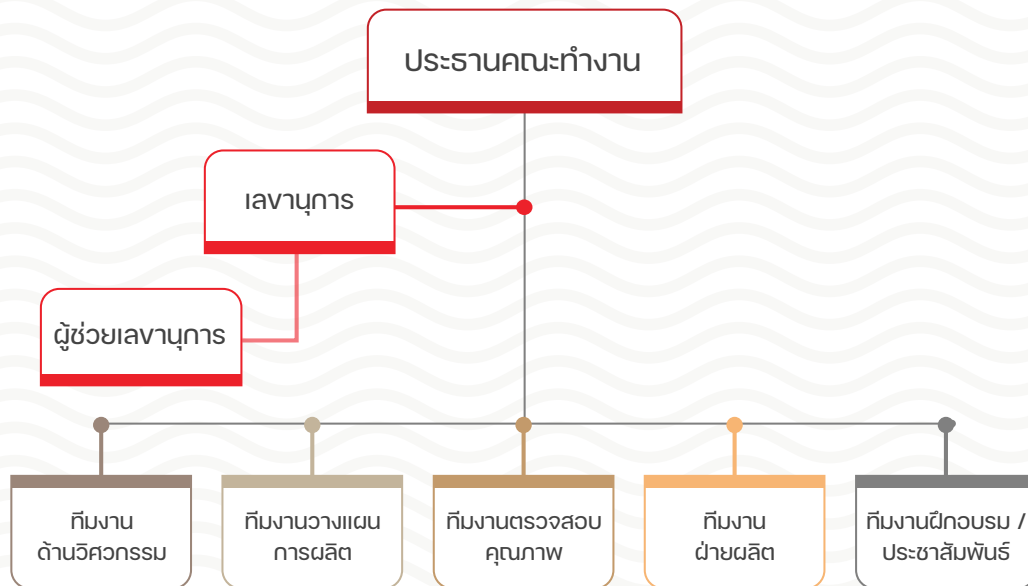 ประธานคณะทำงาน
เลขานุการ
ผู้ช่วยเลขานุการ
ทีมงาน
ด้านวิศวกรรม
ทีมงานวางแผน
การผลิต
ทีมงานตรวจสอบ
คุณภาพ
ทีมงาน
ฝ่ายผลิต
ทีมงานฝึกอบรม /
ประชาสัมพันธ์